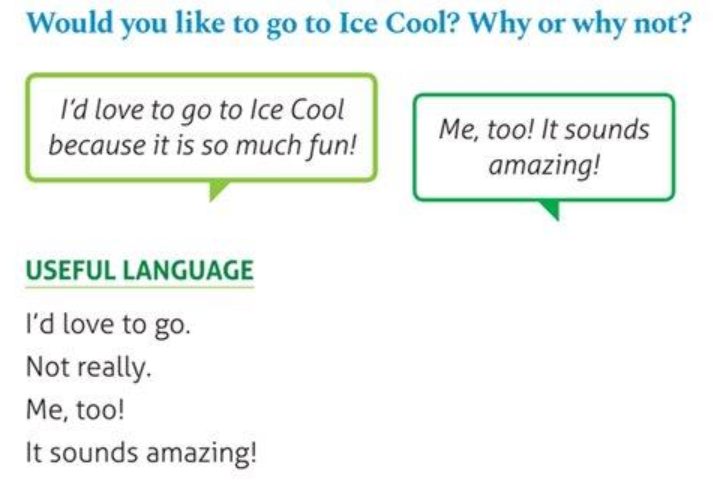 Would you like to go to Ice Cool? Why or why not?
I'd love to go to Ice Cool
because it is so much fun!
Me, too! It sounds
amazing!
USEFUL LANGUAGE
I'd love to go.
Not really.
Me, too!
It sounds amazing!